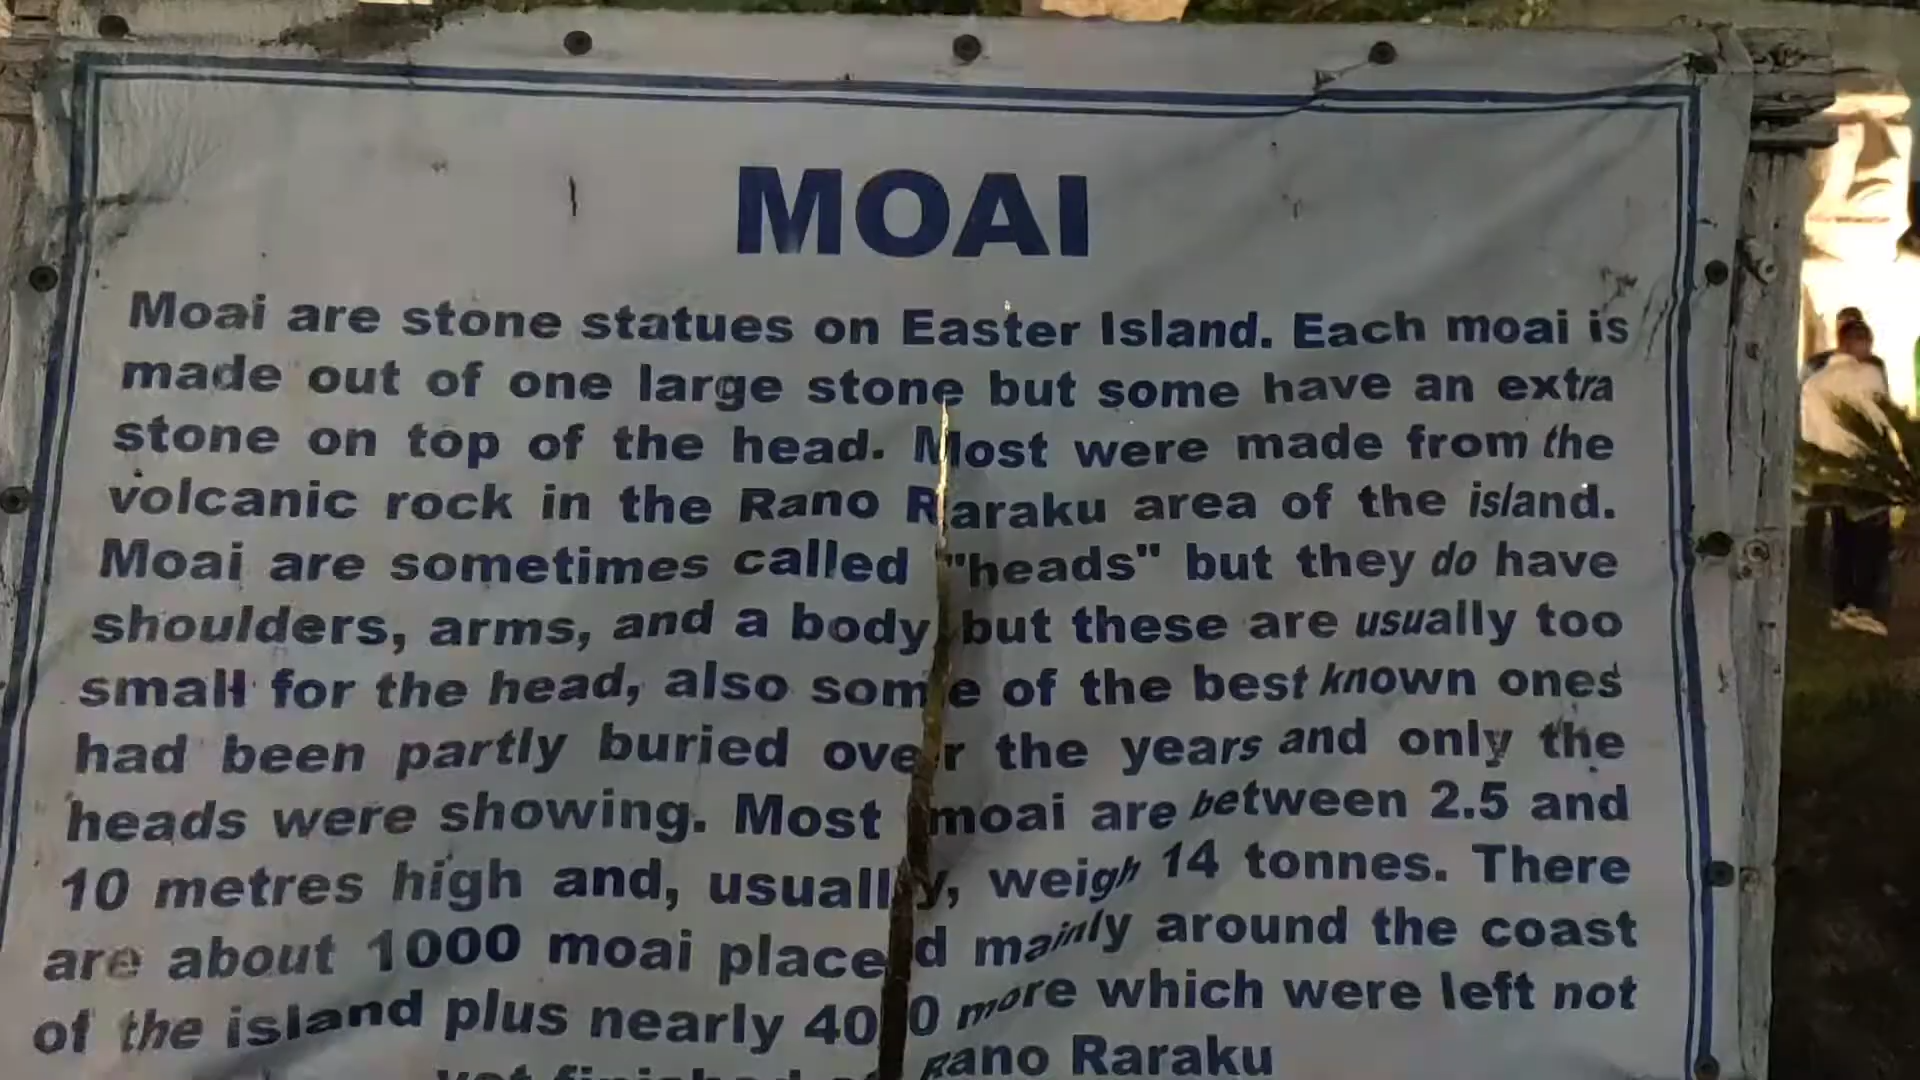 MOAI
Moai are stone statues on Easter Island. Each moai is
made out of one large stone but some have an extra
stone on top of the head. Most were made from the
volcanic rock in the Rano Raraku area of the island.
Moai are sometimes called "heads" but they do have
shoulders, arms, and a body but these are usually too
small for the head, also some of the best known ones
had been partly buried over the years and only the
heads were showing. Most moai are between 2.5 and
10 metres high and, usually, weigh 14 tonnes. There
are about 1000 moai placed mainly around the coast
of the island plus nearly 400 more which were left not
yet finished Rano Raraku